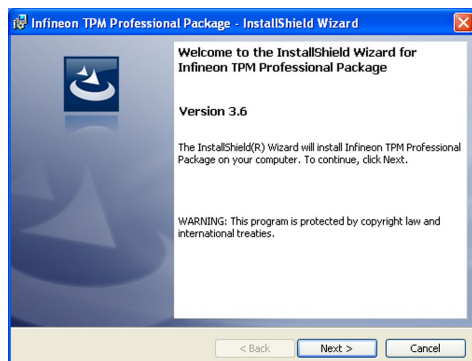 Infineon TPM Professional Package - InstallShield Wizard
Welcome to the InstallShield Wizard for
Infineon TPM Professional Package
Version 3.6
The InstallShield(R) Wizard will install Infineon TPM Professional
Package on your computer. To continue, click Next.
WARNING: This program is protected by copyright law and
international treaties.
< Back
Next >
Cancel